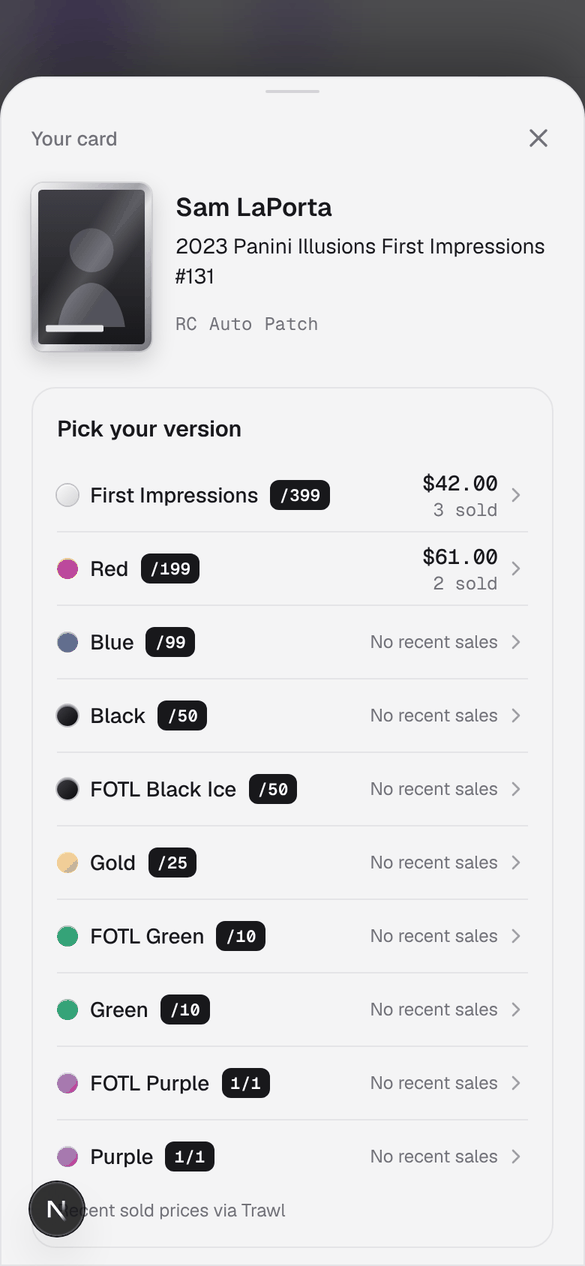 Your card
Sam LaPorta
2023 Panini Illusions First Impressions
#131
RC Auto Patch
Pick your version
First Impressions /399 $42.00
3 sold
Red /199 $61.00
2 sold
Blue /99 No recent sales
Black /50 No recent sales
FOTL Black Ice /50 No recent sales
Gold /25 No recent sales
FOTL Green /10 No recent sales
Green /10 No recent sales
FOTL Purple 1/1 No recent sales
Purple 1/1 No recent sales
N
Recent sold prices via Trawl